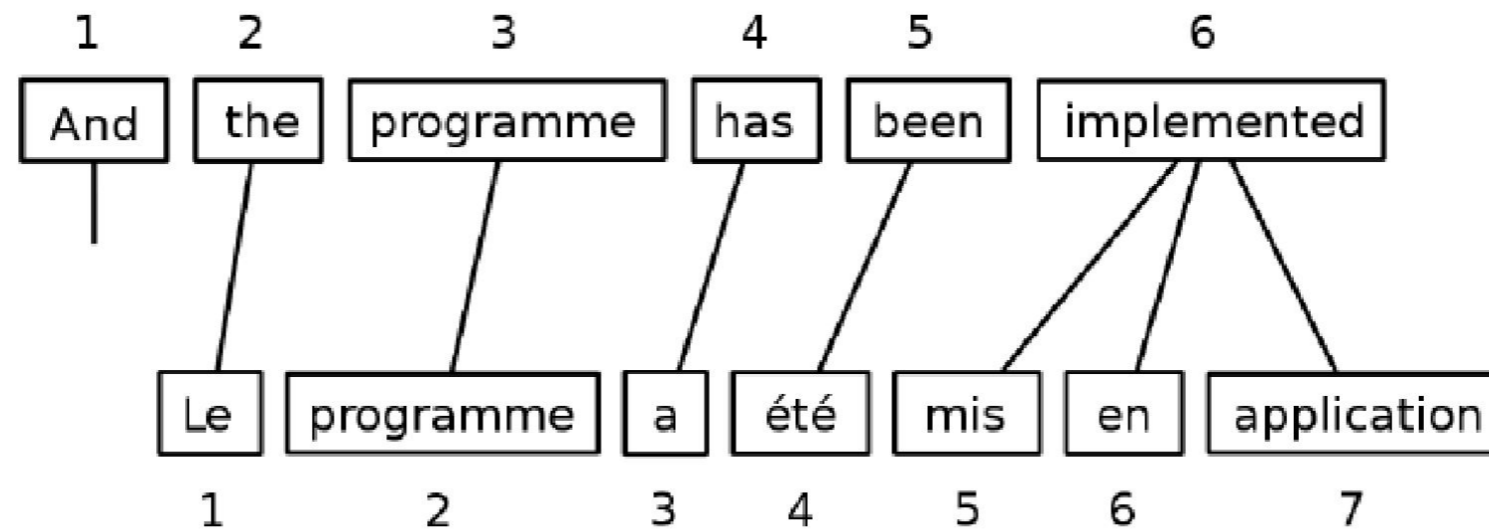 1 2 3 4 5 6
And the programme has been implemented
Le programme a été mis en application
1 2 3 4 5 6 7